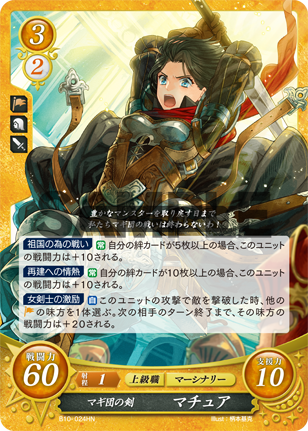 3
2
豊かなマンスターを取り戻す日まで
私たちマギ団の戦いは終わらないわ!
祖国の為の戦い 常 自分の絆カードが5枚以上の場合、このユニット
の戦闘力は+10される。
再建への情熱 常 自分の絆カードが10枚以上の場合、このユニット
の戦闘力は+10される。
女剣士の激励 自 このユニットの攻撃で敵を撃破した時、他の
の味方を1体選ぶ。次の相手のターン終了まで、その味方の
戦闘力は+20される。
戦闘力
60
射程 1 上級職 マーシナリー
支援力
10
マギ団の剣 マチュア